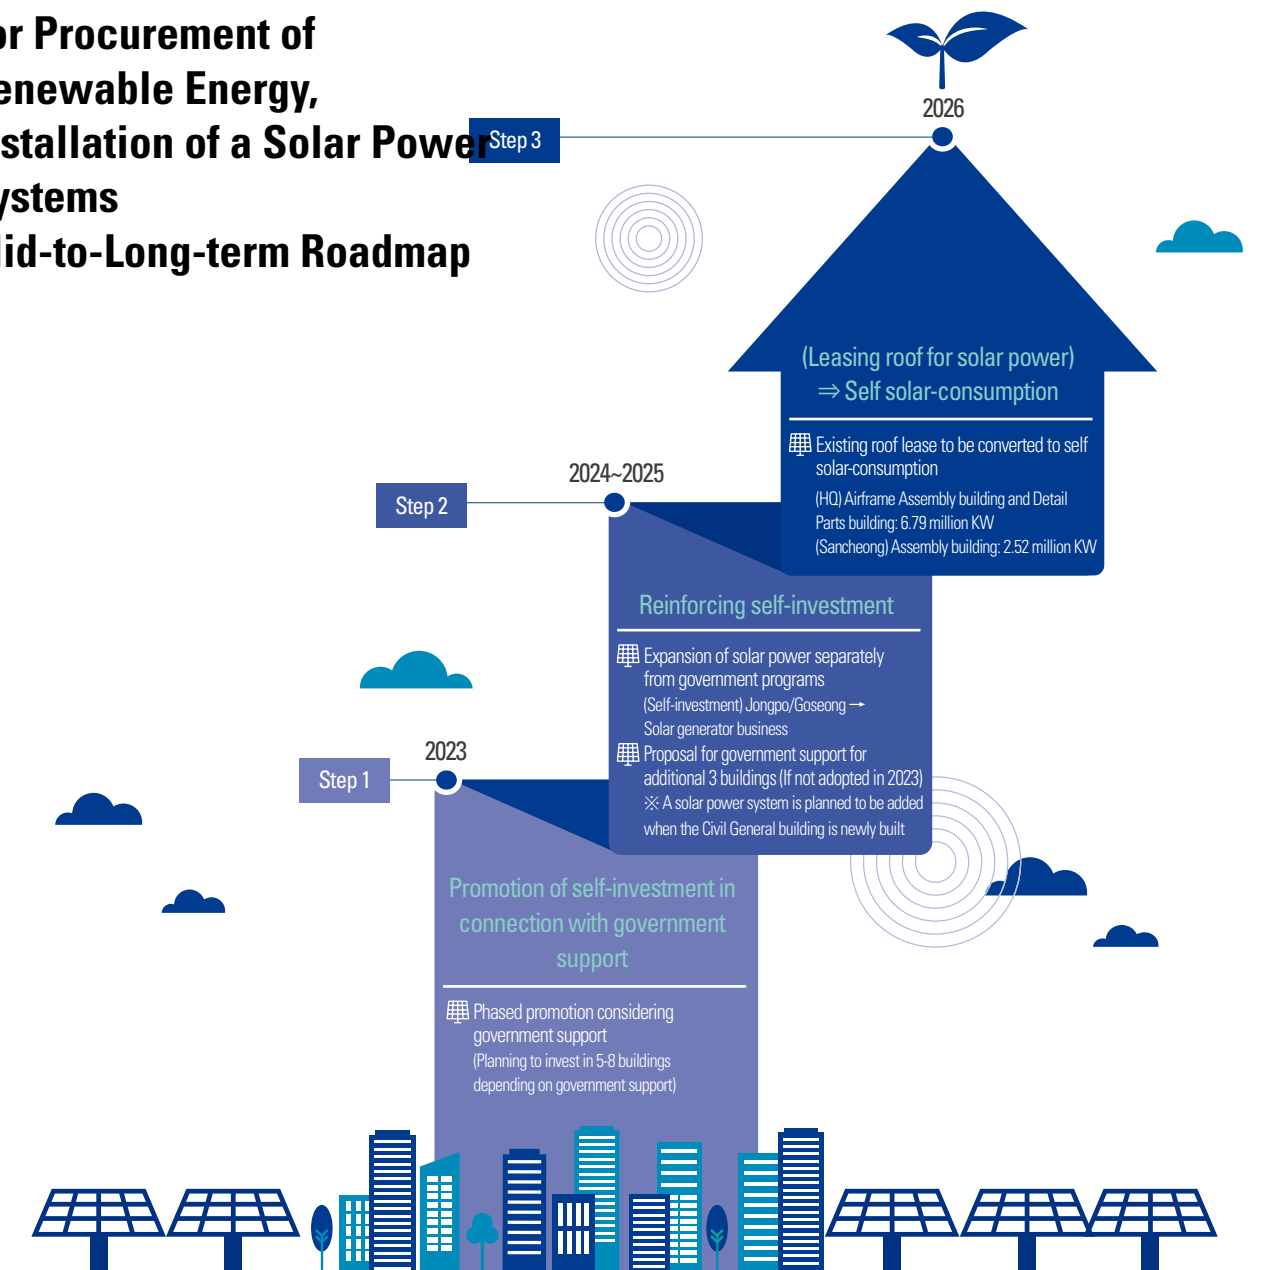 or Procurement of
enewable Energy,
stallation of a Solar Power
ystems
lid-to-Long-term Roadmap
2026
Step 3
(Leasing roof for solar power)
⇒ Self solar-consumption
Existing roof lease to be converted to self
solar-consumption
(HQ) Airframe Assembly building and Detail
Parts building: 6.79 million KW
(Sancheong) Assembly building: 2.52 million KW
2024~2025
Step 2
Reinforcing self-investment
Expansion of solar power separately
from government programs
(Self-investment) Jongpo/Goseong →
Solar generator business
Proposal for government support for
additional 3 buildings (If not adopted in 2023)
※ A solar power system is planned to be added
when the Civil General building is newly built
2023
Step 1
Promotion of self-investment in
connection with government
support
Phased promotion considering
government support
(Planning to invest in 5-8 buildings
depending on government support)